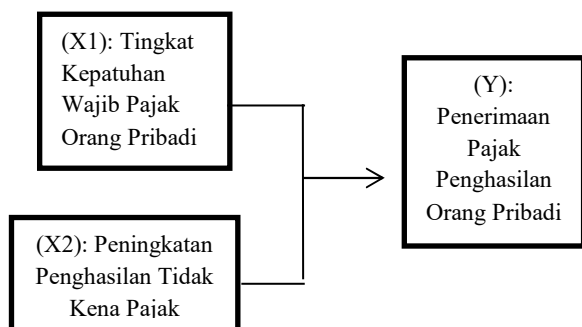 (X1): Tingkat
Kepatuhan
Wajib Pajak
Orang Pribadi
(Y):
Penerimaan
Pajak
Penghasilan
Orang Pribadi
(X2): Peningkatan
Penghasilan Tidak
Kena Pajak